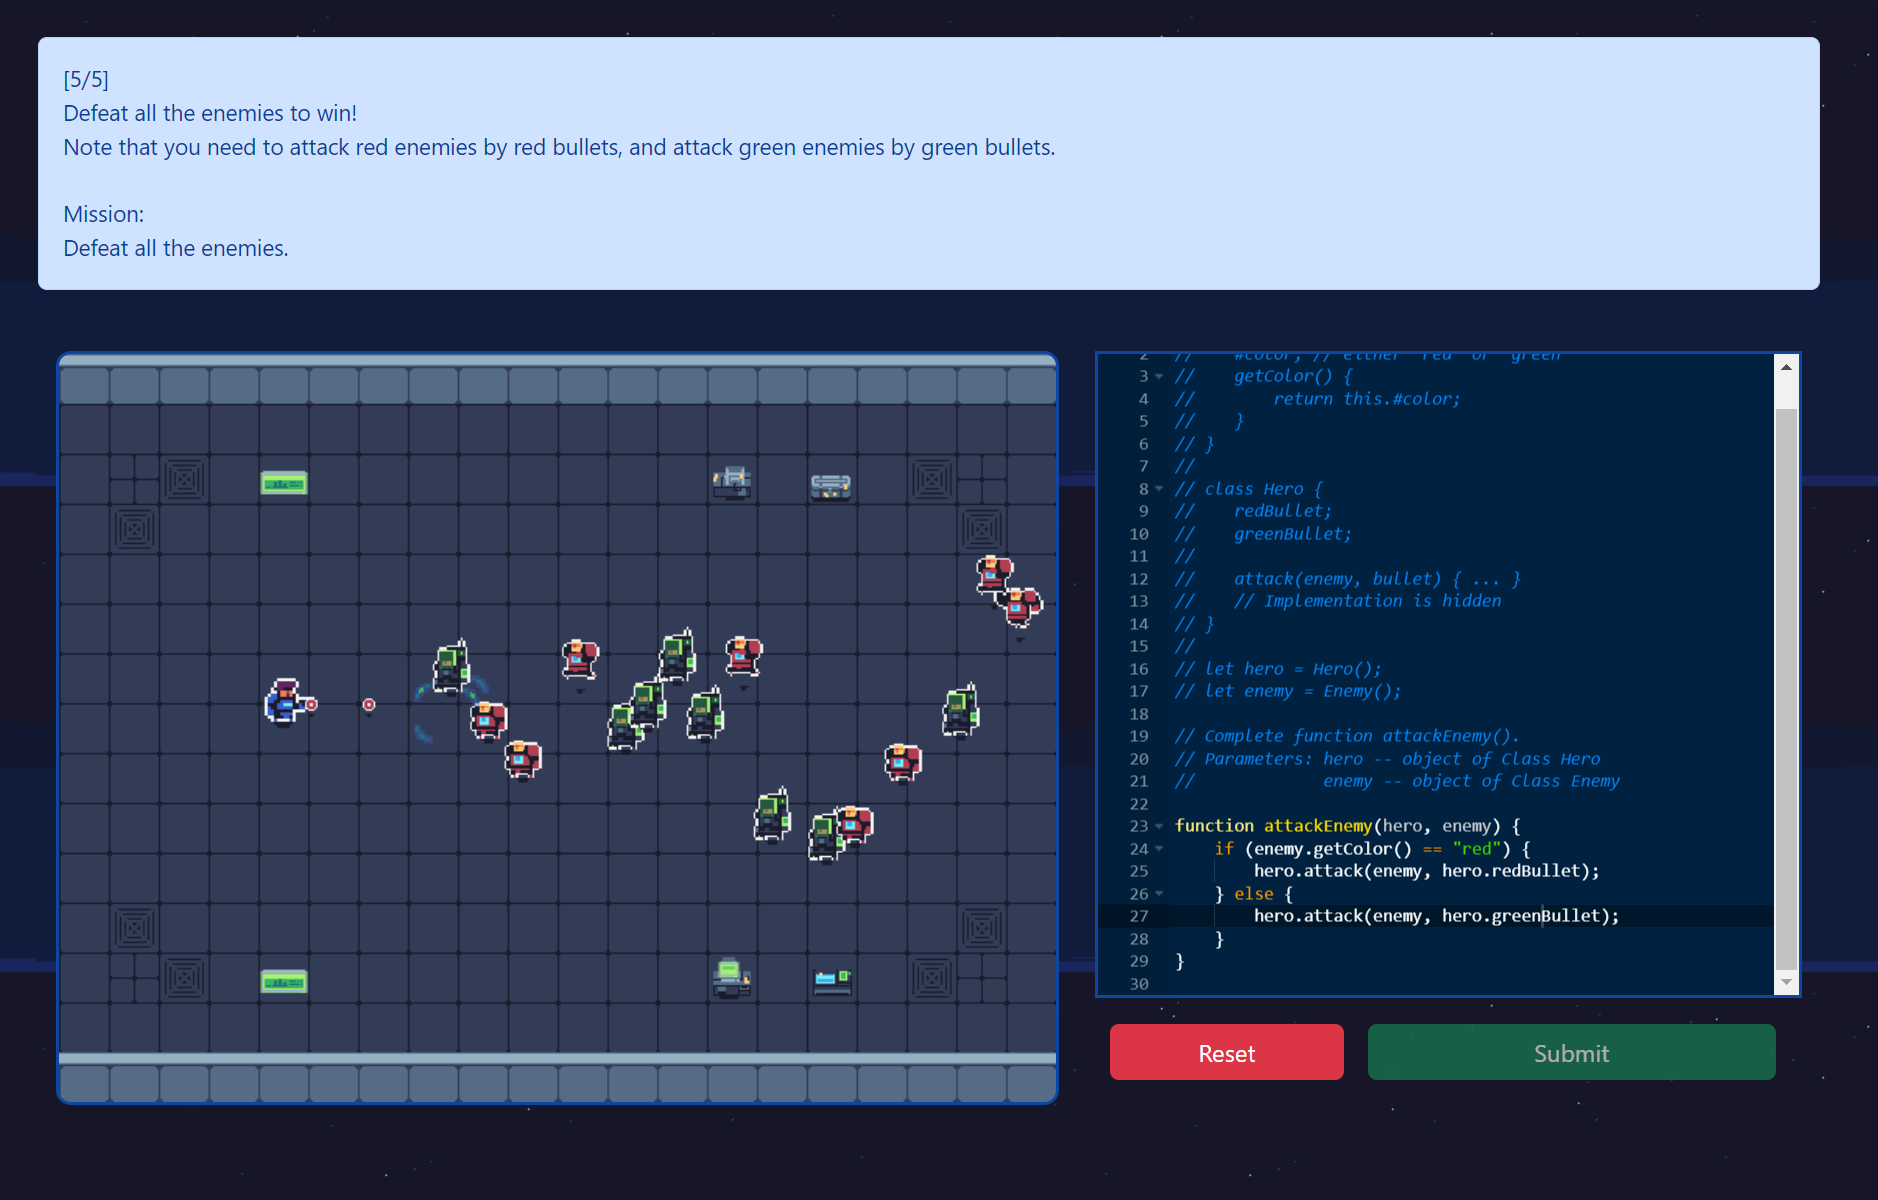 [5/5]
Defeat all the enemies to win!
Note that you need to attack red enemies by red bullets, and attack green enemies by green bullets.
Mission:
Defeat all the enemies.
2 //    #color; // either "red" or "green"
3 //    getColor() {
4 //        return this.#color;
5 //    }
6 // }
7 //
8 // class Hero {
9 //    redBullet;
10 //    greenBullet;
11 //
12 //    attack(enemy, bullet) { ... }
13 //    // Implementation is hidden
14 // }
15 //
16 // let hero = Hero();
17 // let enemy = Enemy();
18
19 // Complete function attackEnemy().
20 // Parameters: hero -- object of Class Hero
21 //             enemy -- object of Class Enemy
22
23 function attackEnemy(hero, enemy) {
24     if (enemy.getColor() == "red") {
25         hero.attack(enemy, hero.redBullet);
26     } else {
27         hero.attack(enemy, hero.greenBullet);
28     }
29 }
30
Reset
Submit